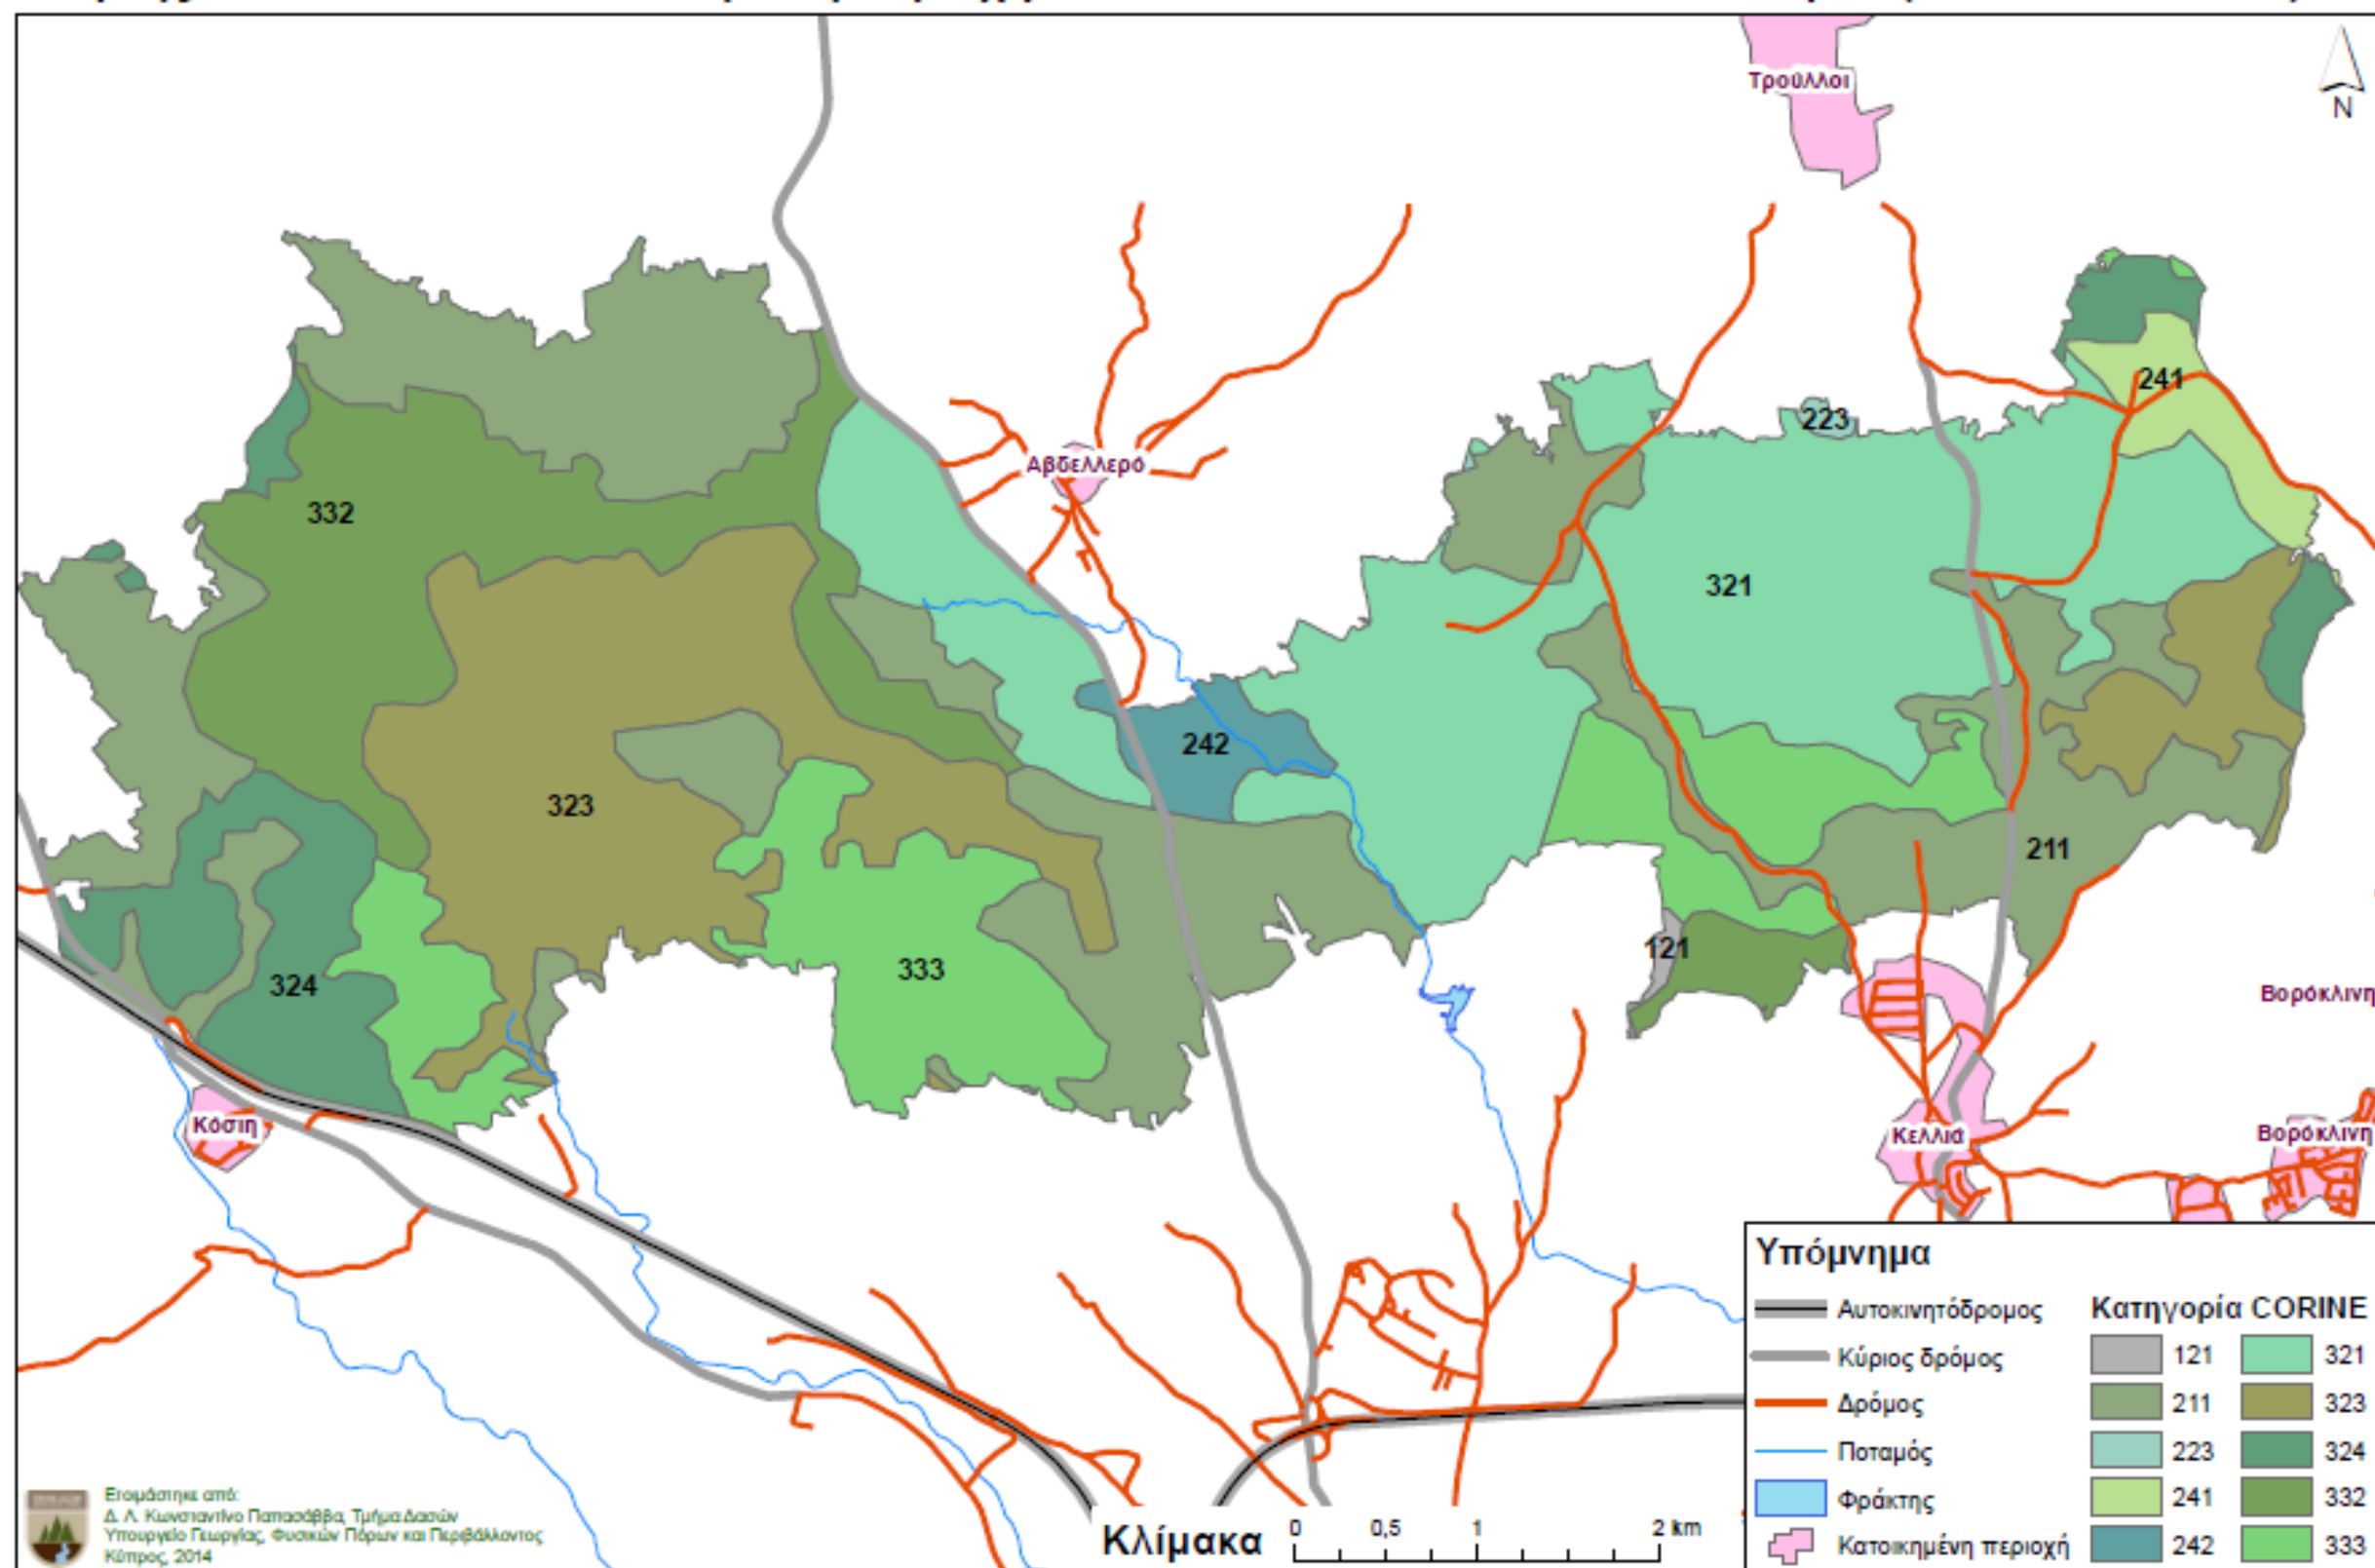 Τρούλλοι
N
241
223
Αβδελλερό
332
321
242
323
211
121
333
324
Βορόκλινη
Κόσιη
Κελλιά
Βορόκλινη
Υπόμνημα
Αυτοκινητόδρομος
Κύριος δρόμος
Δρόμος
Ποταμός
Φράκτης
Κατοικημένη περιοχή
Κατηγορία CORINE
121 321
211 323
223 324
241 332
242 333
Ετοιμάστηκε από:
Δ. Λ. Κωνσταντίνο Παπασάββα, Τμήμα Δασών
Υπουργείο Γεωργίας, Φυσικών Πόρων και Περιβάλλοντος
Κύπρος, 2014
Κλίμακα 0 0,5 1 2 km